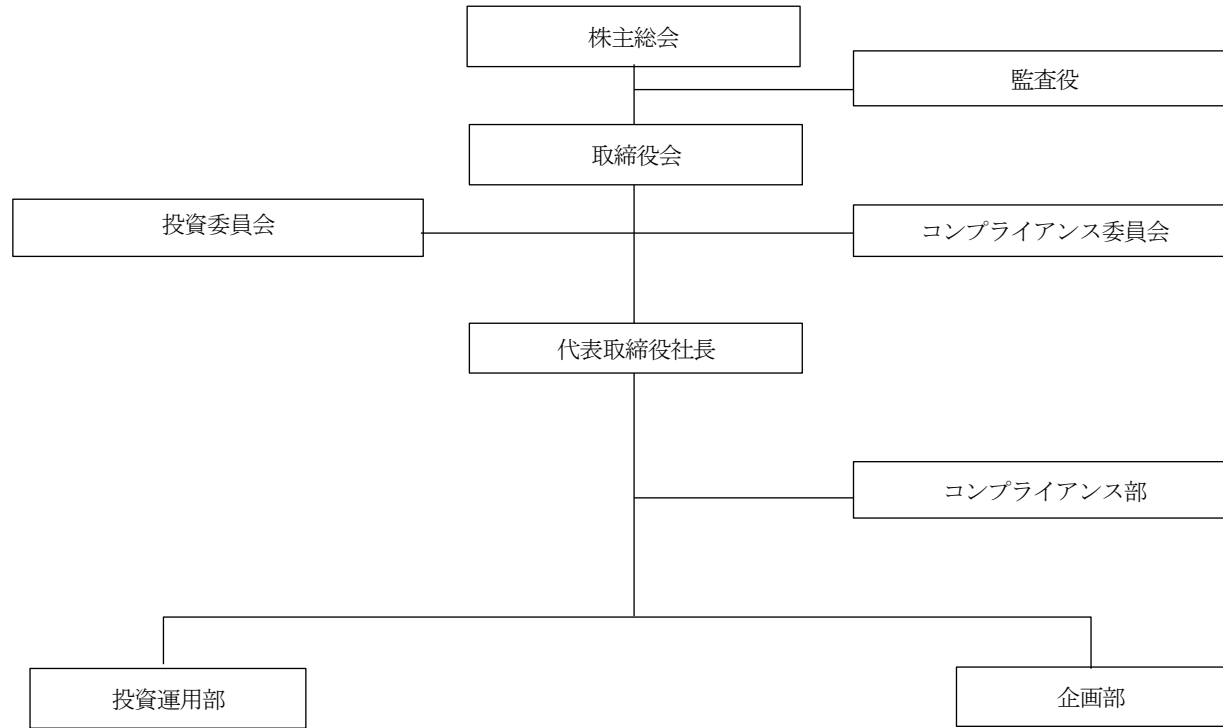 株主総会
監査役
取締役会
投資委員会
コンプライアンス委員会
代表取締役社長
コンプライアンス部
投資運用部
企画部